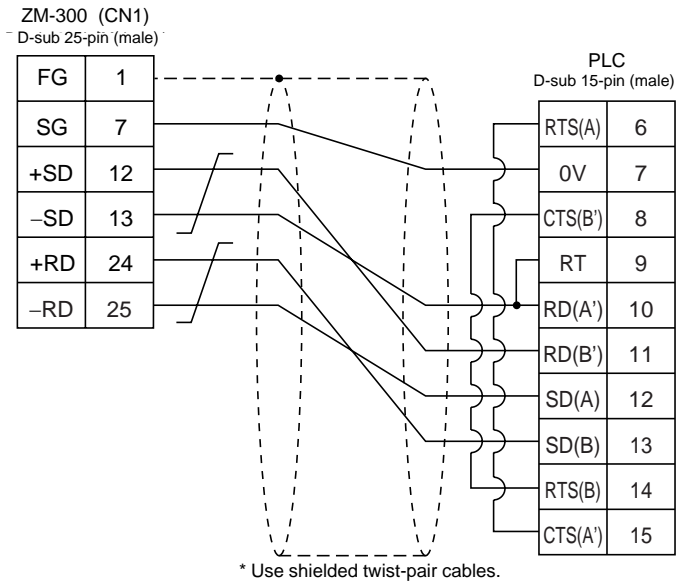 ZM-300 (CN1)
D-sub 25-pin (male)
FG 1
SG 7
+SD 12
−SD 13
+RD 24
−RD 25
PLC
D-sub 15-pin (male)
RTS(A) 6
0V 7
CTS(B') 8
RT 9
RD(A') 10
RD(B') 11
SD(A) 12
SD(B) 13
RTS(B) 14
CTS(A') 15
* Use shielded twist-pair cables.